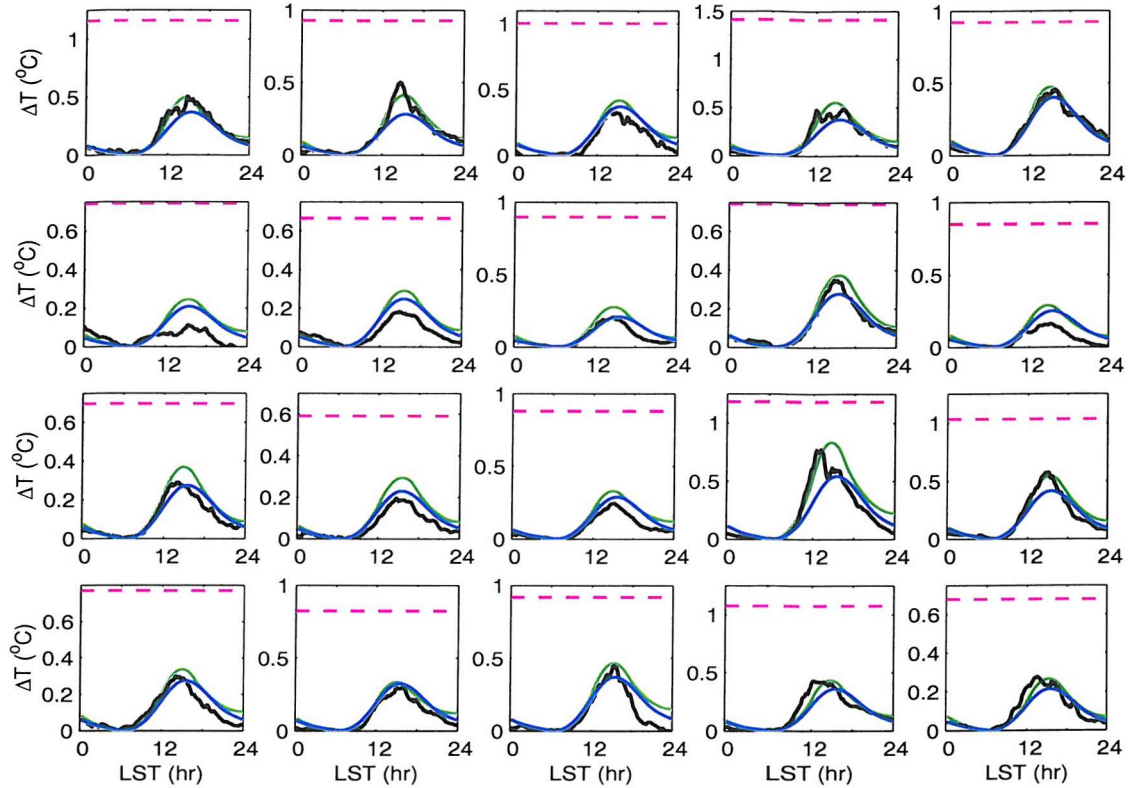 1 1 1 1.5 1
1
ΔT (°C)
0.5 0.5 0.5 0.5 0.5
0 0 0 0 0
0 12 24 0 12 24 0 12 24 0 12 24 0 12 24
1 1
0.6 0.6 0.6
ΔT (°C)
0.4 0.4 0.5 0.4 0.5
0.2 0.2 0.2
0 0 0 0 0
0 12 24 0 12 24 0 12 24 0 12 24 0 12 24
1 1 1
0.6 0.6
ΔT (°C)
0.4 0.4 0.5 0.5 0.5
0.2 0.2
0 0 0 0 0
0 12 24 0 12 24 0 12 24 0 12 24 0 12 24
1 1 1
0.6 0.6
ΔT (°C)
0.4 0.5 0.5 0.5 0.4
0.2 0.2
0 0 0 0 0
0 12 24 0 12 24 0 12 24 0 12 24 0 12 24
LST (hr) LST (hr) LST (hr) LST (hr) LST (hr)